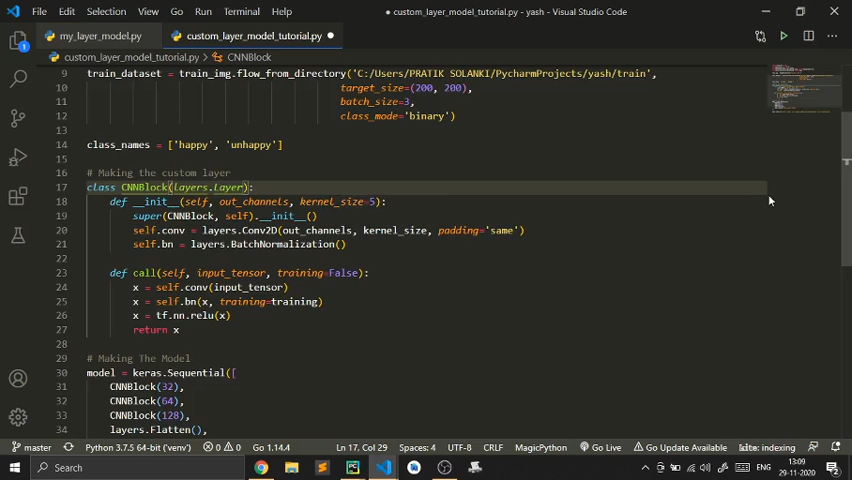 File Edit Selection View Go Run Terminal Help
● custom_layer_model_tutorial.py - yash - Visual Studio Code
my_layer_model.py
custom_layer_model_tutorial.py ●
custom_layer_model_tutorial.py > CNNBlock
9 train_dataset = train_img.flow_from_directory('C:/Users/PRATIK SOLANKI/PycharmProjects/yash/train',
10 target_size=(200, 200),
11 batch_size=3,
12 class_mode='binary')
13
14 class_names = ['happy', 'unhappy']
15
16 # Making the custom layer
17 class CNNBlock(layers.Layer):
18 def __init__(self, out_channels, kernel_size=5):
19 super(CNNBlock, self).__init__()
20 self.conv = layers.Conv2D(out_channels, kernel_size, padding='same')
21 self.bn = layers.BatchNormalization()
22
23 def call(self, input_tensor, training=False):
24 x = self.conv(input_tensor)
25 x = self.bn(x, training=training)
26 x = tf.nn.relu(x)
27 return x
28
29 # Making The Model
30 model = keras.Sequential([
31 CNNBlock(32),
32 CNNBlock(64),
33 CNNBlock(128),
34 layers.Flatten(),
1
master Python 3.7.5 64-bit ('venv') 0 0 Go 1.14.4 Ln 17, Col 29 Spaces: 4 UTF-8 CRLF MagicPython Go Live Go Update Available kite: indexing
Search
ENG
13:09
29-11-2020
2